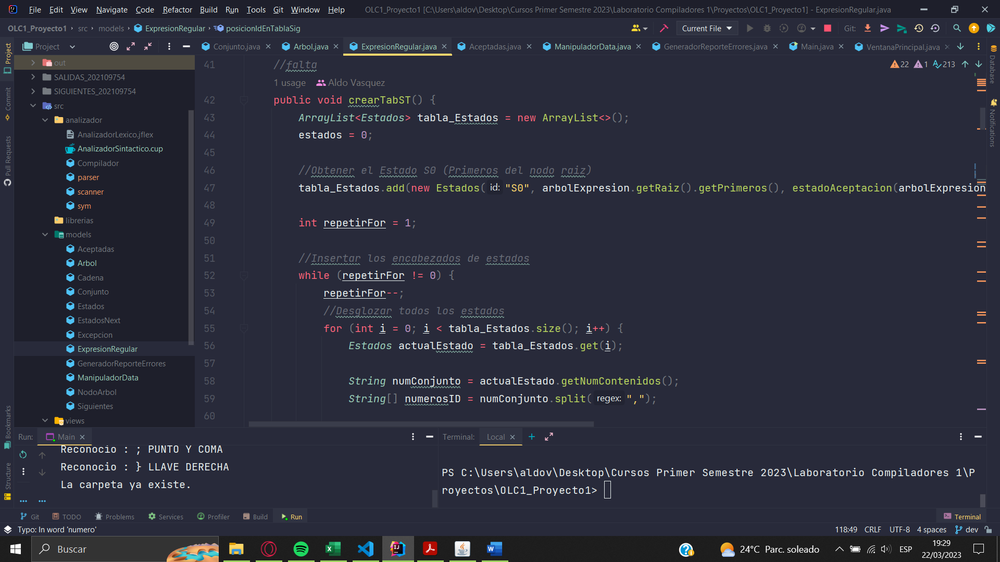 File Edit View Navigate Code Refactor Build Run Tools Git Window Help OLC1_Proyecto1 [C:\Users\aldov\Desktop\Cursos Primer Semestre 2023\Laboratorio Compiladores 1\Proyectos\OLC1_Proyecto1] - ExpresionRegular.java
OLC1_Proyecto1 src models ExpresionRegular posicionIdEnTablaSig Current File Git:
Project Conjunto.java Arbol.java ExpresionRegular.java Aceptadas.java ManipuladorData.java GeneradorReporteErrores.java Main.java VentanaPrincipal.java
Project
Commit
Pull Requests
Bookmarks
Structure
Database
Notifications
out
SALIDAS_202109754
SIGUIENTES_202109754
src
analizador
AnalizadorLexico.jflex
AnalizadorSintactico.cup
Compilador
parser
scanner
sym
librerias
models
Aceptadas
Arbol
Cadena
Conjunto
Estados
EstadosNext
Excepcion
ExpresionRegular
GeneradorReporteErrores
ManipuladorData
NodoArbol
Siguientes
views
22 1 213
41 //falta
1 usage Aldo Vasquez
42 public void crearTabST() {
43 ArrayList<Estados> tabla_Estados = new ArrayList<>();
44 estados = 0;
45
46 //Obtener el Estado S0 (Primeros del nodo raiz)
47 tabla_Estados.add(new Estados( id: "S0", arbolExpresion.getRaiz().getPrimeros(), estadoAceptacion(arbolExpresion
48
49 int repetirFor = 1;
50
51 //Insertar los encabezados de estados
52 while (repetirFor != 0) {
53 repetirFor--;
54 //Desglozar todos los estados
55 for (int i = 0; i < tabla_Estados.size(); i++) {
56 Estados actualEstado = tabla_Estados.get(i);
57
58 String numConjunto = actualEstado.getNumContenidos();
59 String[] numerosID = numConjunto.split( regex: ",");
60
Run: Main
Reconocio : ; PUNTO Y COMA
Reconocio : } LLAVE DERECHA
La carpeta ya existe.
Terminal: Local
PS C:\Users\aldov\Desktop\Cursos Primer Semestre 2023\Laboratorio Compiladores 1\P
royectos\OLC1_Proyecto1>
Git TODO Problems Services Profiler Build Run Terminal
Typo: In word 'numero' 118:49 CRLF UTF-8 4 spaces dev
Buscar 24°C Parc. soleado ESP 19:29
22/03/2023